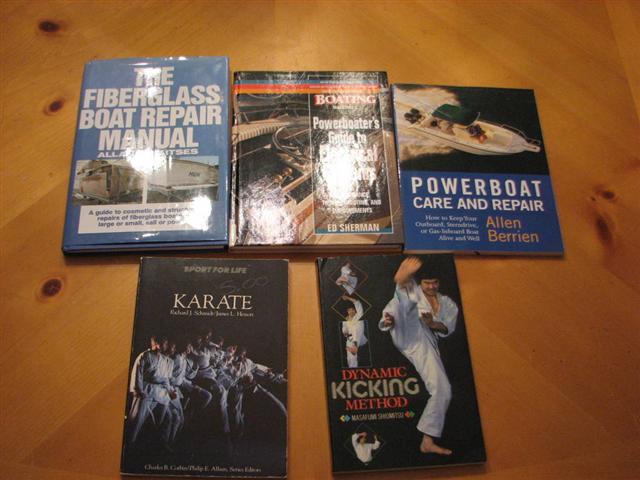 THE
FIBERGLASS
BOAT REPAIR
MANUAL
A guide to cosmetic and
repairs of fiberglass
large or small, sail or
BOATING
Powerboater's
Guide to
ED SHERMAN
POWERBOAT
CARE AND REPAIR
How to Keep Your
Outboard, Sterndrive,
or Gas-Inboard Boat
Alive and Well
Allen
Berrien
SPORT FOR LIFE
KARATE
Richard J. Schmidt/James L. Hesson
Charles B. Corbin/Philip E. Allsen, Series Editors
DYNAMIC
KICKING
METHOD
MASAFUMI SHIOMITSU